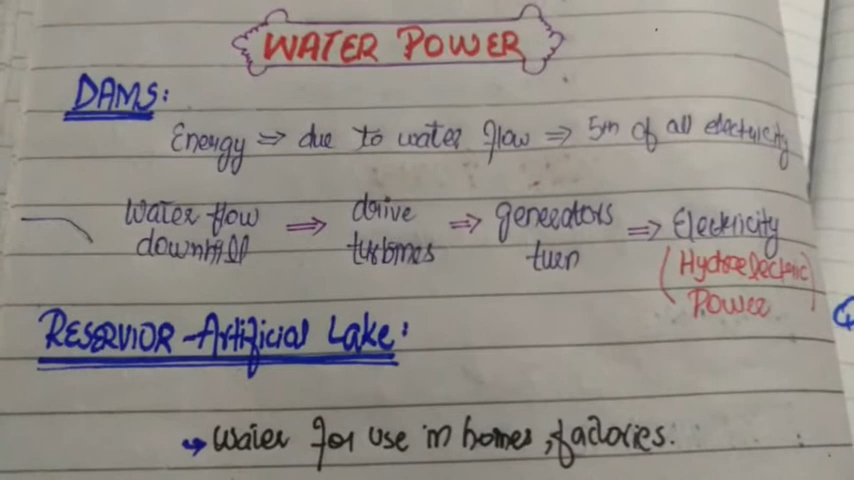 WATER POWER
DAMS:
Energy ⇒ due to water flow ⇒ 5th of all electricity
Water flow ⇒ drive ⇒ generators ⇒ Electricity
downhill turbines turn (Hydroelectric
Power)
RESERVIOR - Artificial Lake:
→ Water for use in homes, factories.